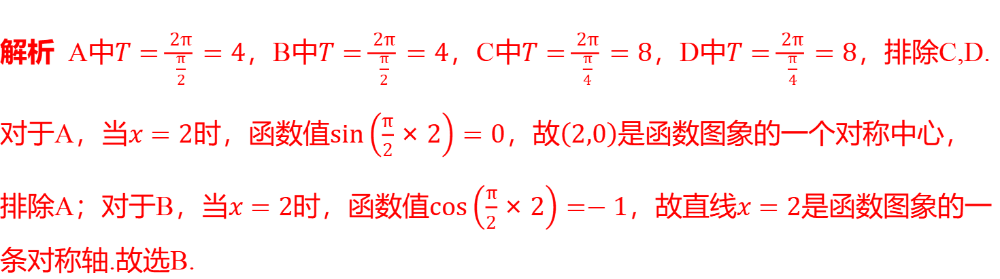 解析 A中$T=\frac{2\pi}{\frac{\pi}{2}}=4$，B中$T=\frac{2\pi}{\frac{\pi}{2}}=4$，C中$T=\frac{2\pi}{\frac{\pi}{4}}=8$，D中$T=\frac{2\pi}{\frac{\pi}{4}}=8$，排除C,D.
对于A，当$x=2$时，函数值$\sin\left(\frac{\pi}{2}\times 2\right)=0$，故(2,0)是函数图象的一个对称中心，
排除A；对于B，当$x=2$时，函数值$\cos\left(\frac{\pi}{2}\times 2\right)=-1$，故直线$x=2$是函数图象的一
条对称轴.故选B.